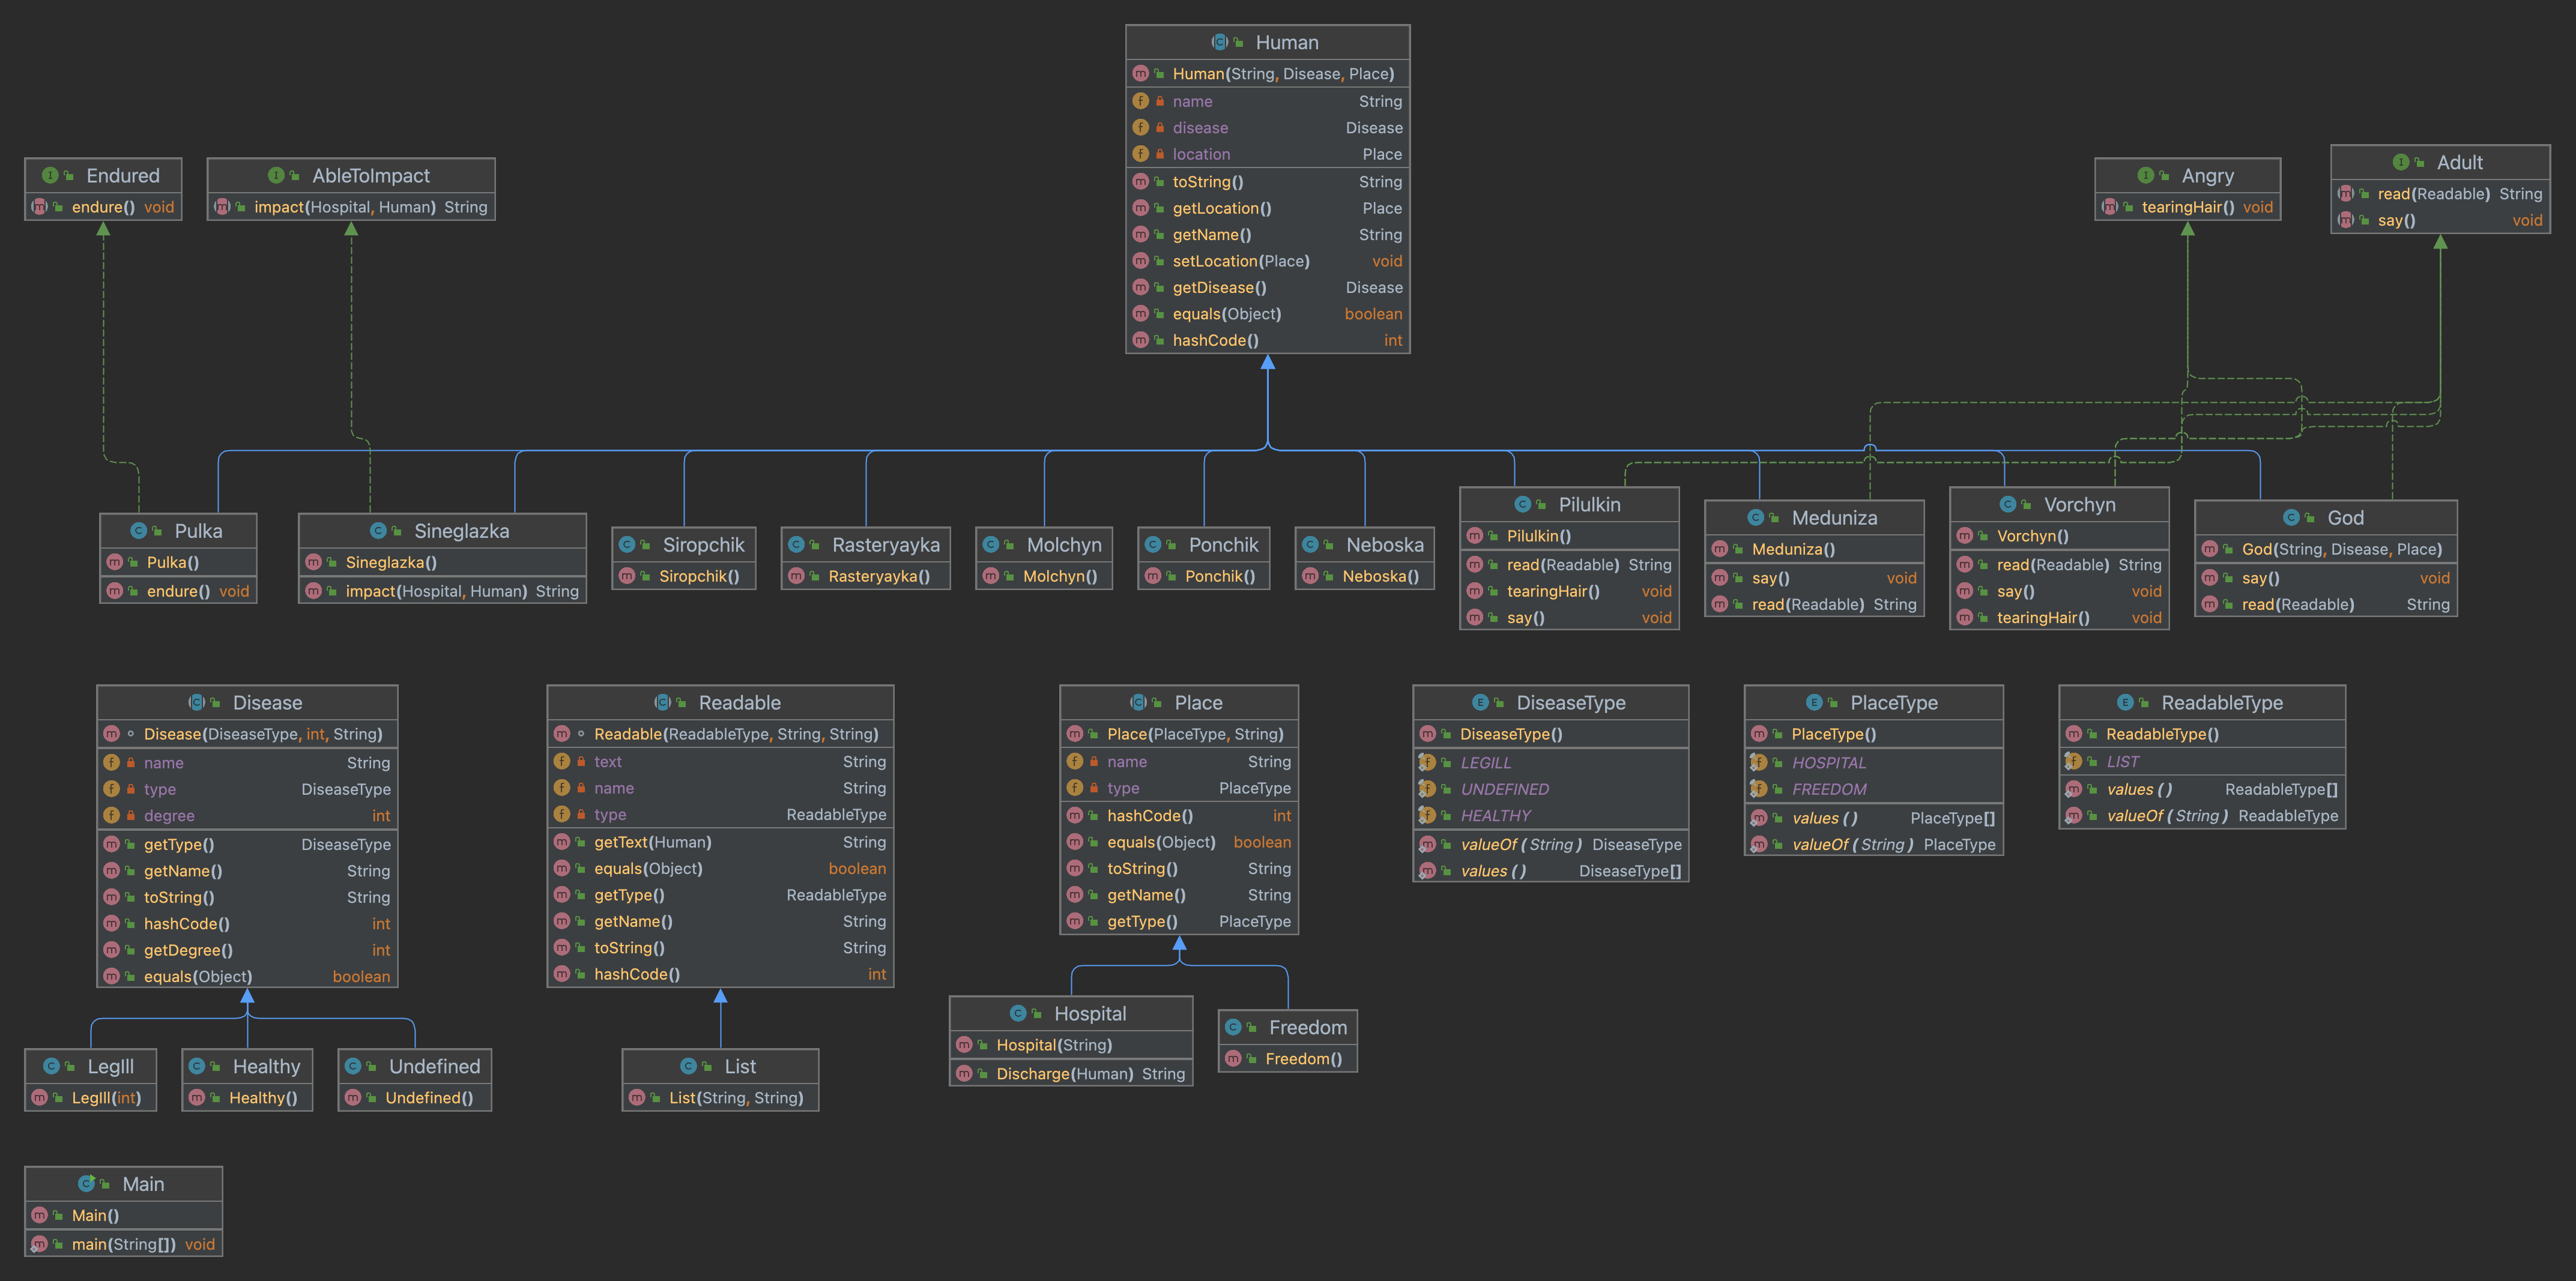 Human
Human(String, Disease, Place)
name String
disease Disease
location Place
toString() String
getLocation() Place
getName() String
setLocation(Place) void
getDisease() Disease
equals(Object) boolean
hashCode() int
Endured
endure() void
AbleToImpact
impact(Hospital, Human) String
Angry
tearingHair() void
Adult
read(Readable) String
say() void
Pulka
Pulka()
endure() void
Sineglazka
Sineglazka()
impact(Hospital, Human) String
Siropchik
Siropchik()
Rasteryayka
Rasteryayka()
Molchyn
Molchyn()
Ponchik
Ponchik()
Neboska
Neboska()
Pilulkin
Pilulkin()
read(Readable) String
tearingHair() void
say() void
Meduniza
Meduniza()
say() void
read(Readable) String
Vorchyn
Vorchyn()
read(Readable) String
say() void
tearingHair() void
God
God(String, Disease, Place)
say() void
read(Readable) String
Disease
Disease(DiseaseType, int, String)
name String
type DiseaseType
degree int
getType() DiseaseType
getName() String
toString() String
hashCode() int
getDegree() int
equals(Object) boolean
Readable
Readable(ReadableType, String, String)
text String
name String
type ReadableType
getText(Human) String
equals(Object) boolean
getType() ReadableType
getName() String
toString() String
hashCode() int
Place
Place(PlaceType, String)
name String
type PlaceType
hashCode() int
equals(Object) boolean
toString() String
getName() String
getType() PlaceType
DiseaseType
DiseaseType()
LEGILL
UNDEFINED
HEALTHY
valueOf(String) DiseaseType
values() DiseaseType[]
PlaceType
PlaceType()
HOSPITAL
FREEDOM
values() PlaceType[]
valueOf(String) PlaceType
ReadableType
ReadableType()
LIST
values() ReadableType[]
valueOf(String) ReadableType
LegIll
LegIll(int)
Healthy
Healthy()
Undefined
Undefined()
List
List(String, String)
Hospital
Hospital(String)
Discharge(Human) String
Freedom
Freedom()
Main
Main()
main(String[]) void